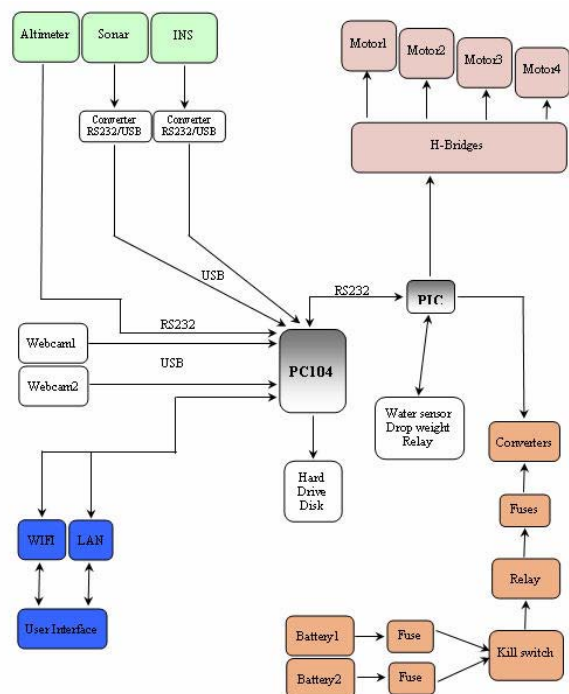 Altimeter
Sonar
INS
Motor1
Motor2
Motor3
Motor4
Converter
RS232/USB
Converter
RS232/USB
H-Bridges
USB
RS232
PIC
RS232
Webcam1
USB
Webcam2
PC104
Water sensor
Drop weight
Relay
Converters
Hard
Drive
Disk
Fuses
WIFI
LAN
Relay
User Interface
Battery1
Fuse
Kill switch
Battery2
Fuse